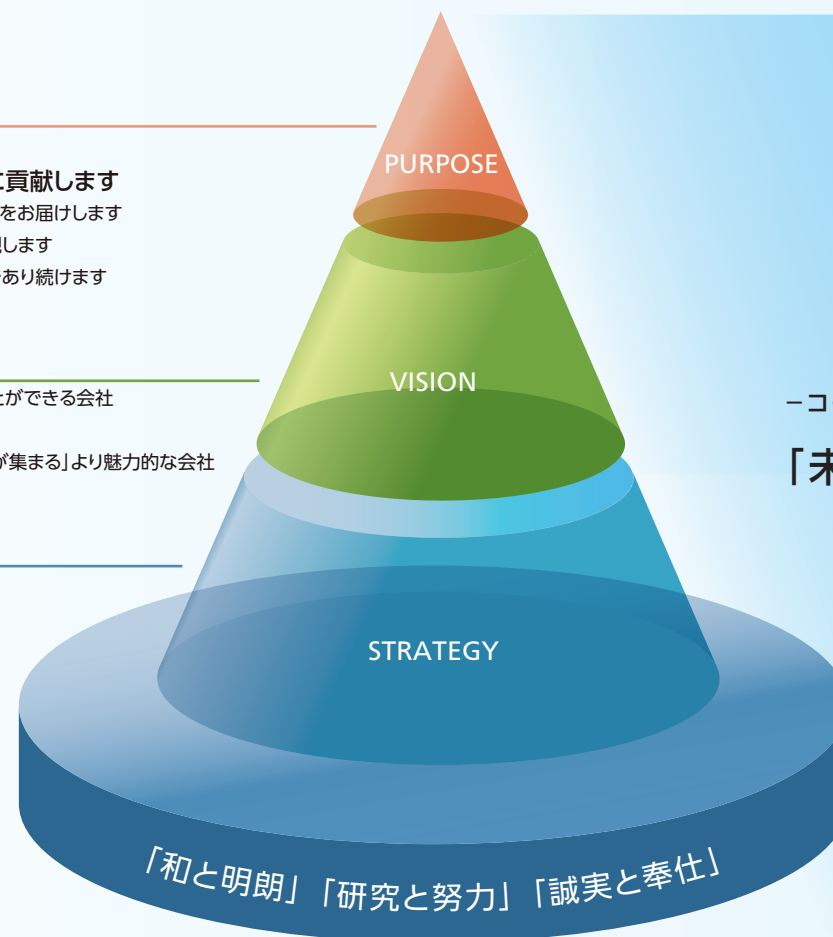 PURPOSE
に貢献します
をお届けします
します
あり続けます
VISION
とができる会社
が集まる」より魅力的な会社
－コ
「未
STRATEGY
「和と明朗」「研究と努力」「誠実と奉仕」